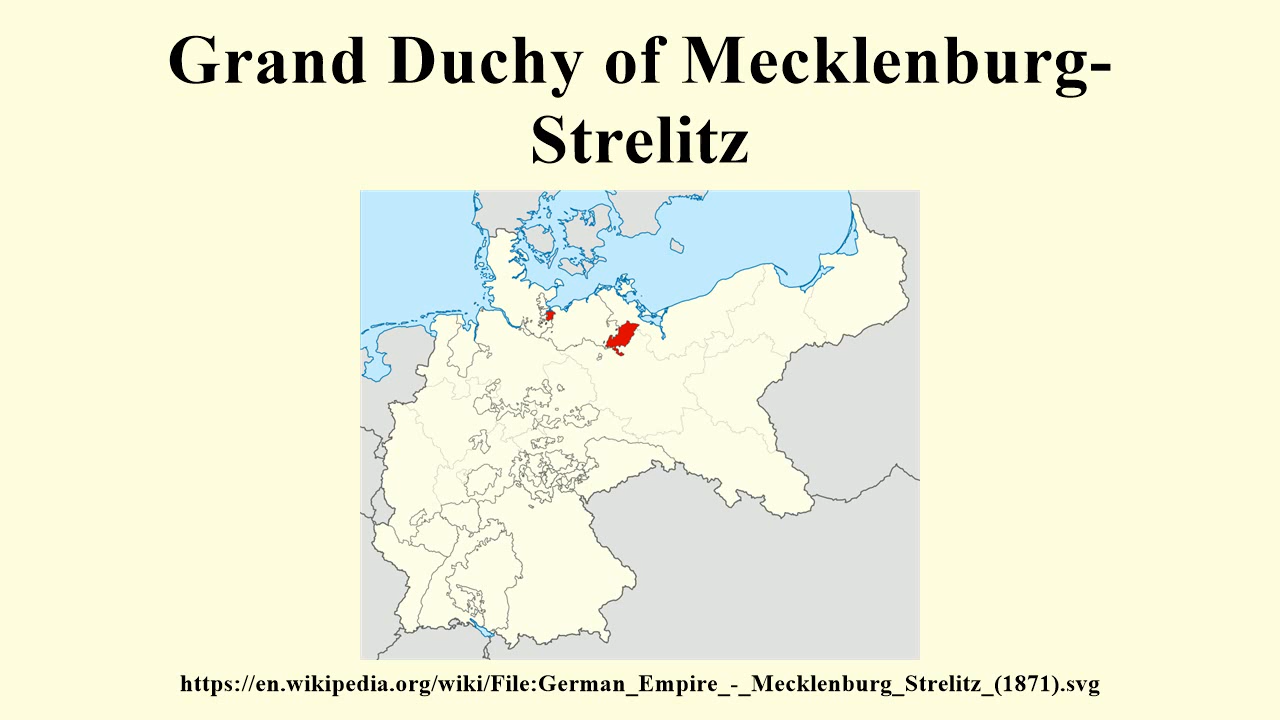 Grand Duchy of Mecklenburg-
Strelitz
https://en.wikipedia.org/wiki/File:German_Empire_-_Mecklenburg_Strelitz_(1871).svg